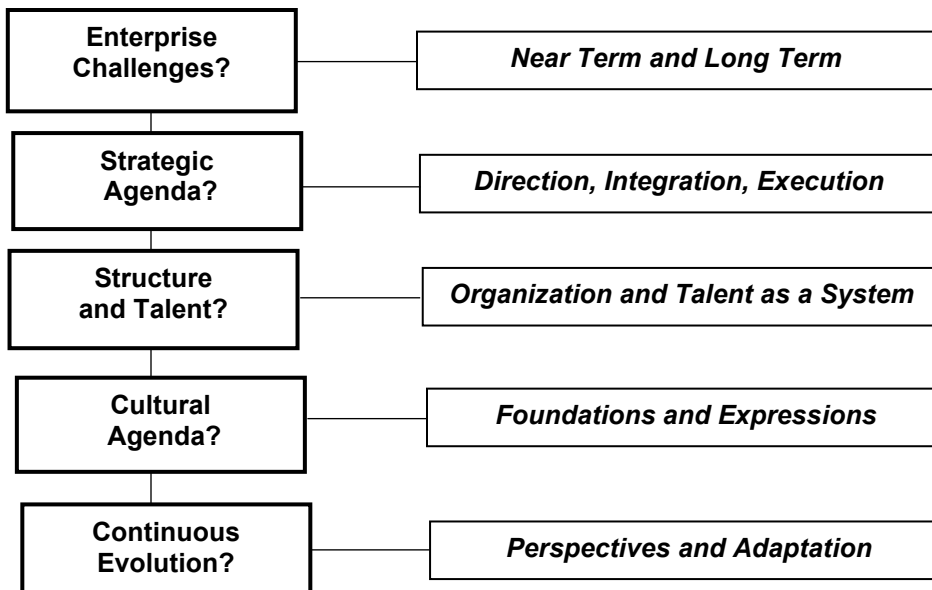 Enterprise
Challenges?
Near Term and Long Term
Strategic
Agenda?
Direction, Integration, Execution
Structure
and Talent?
Organization and Talent as a System
Cultural
Agenda?
Foundations and Expressions
Continuous
Evolution?
Perspectives and Adaptation